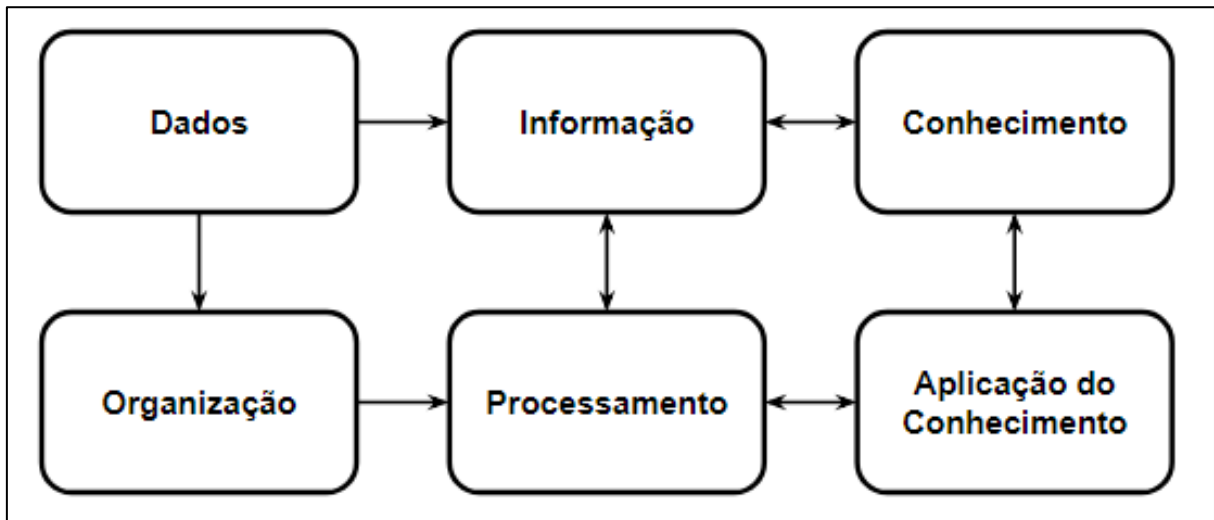 Dados
Informação
Conhecimento
Organização
Processamento
Aplicação do
Conhecimento